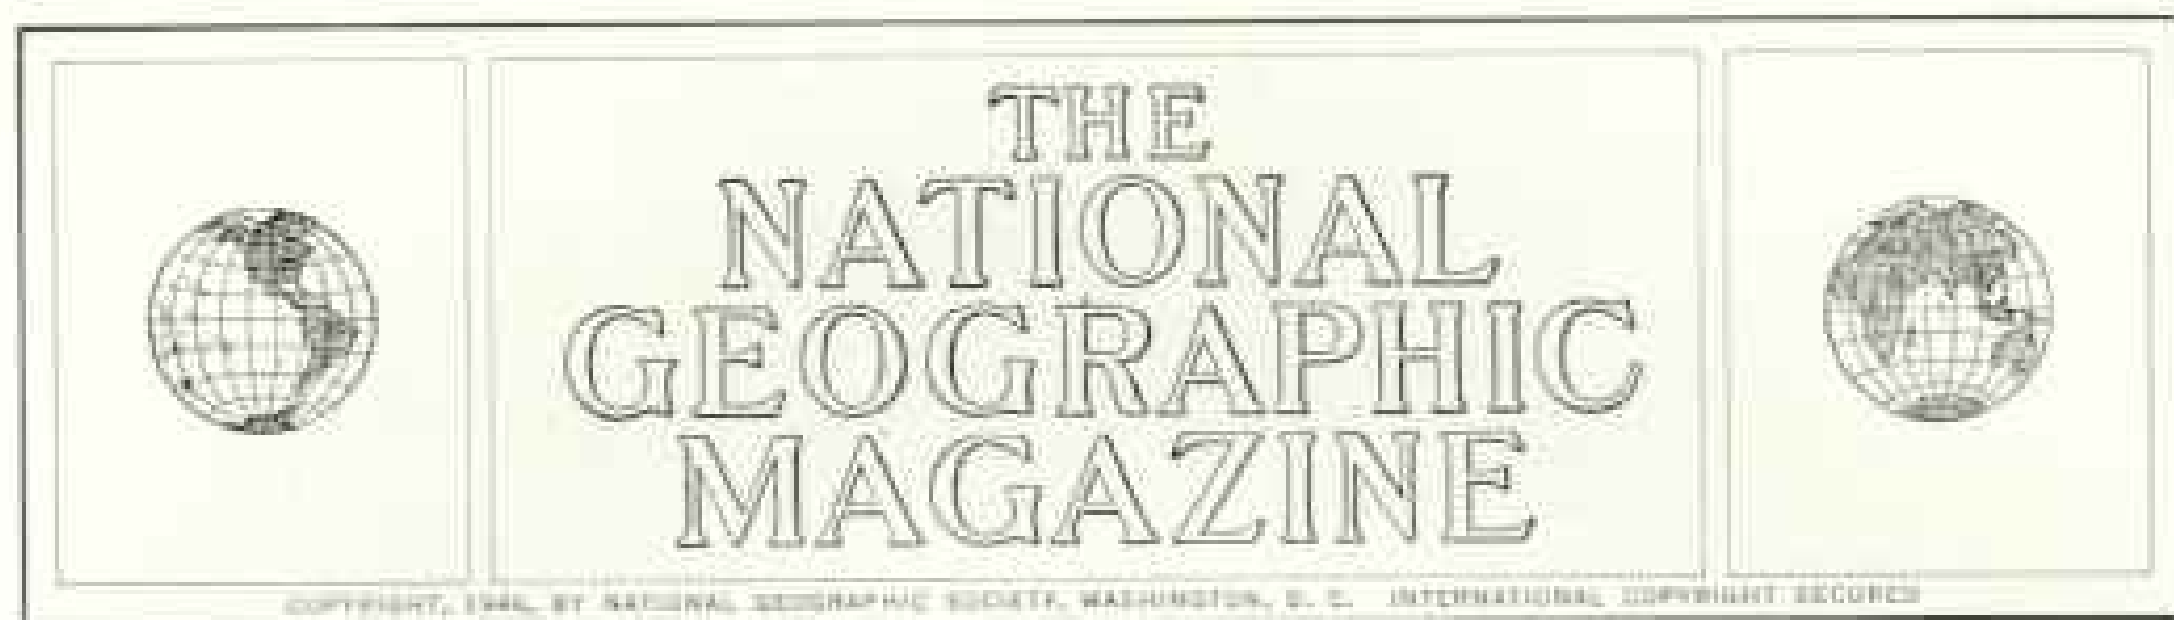 THE
NATIONAL
GEOGRAPHIC
MAGAZINE
COPYRIGHT, BY NATIONAL GEOGRAPHIC SOCIETY, WASHINGTON, D. C. INTERNATIONAL COPYRIGHT SECURED